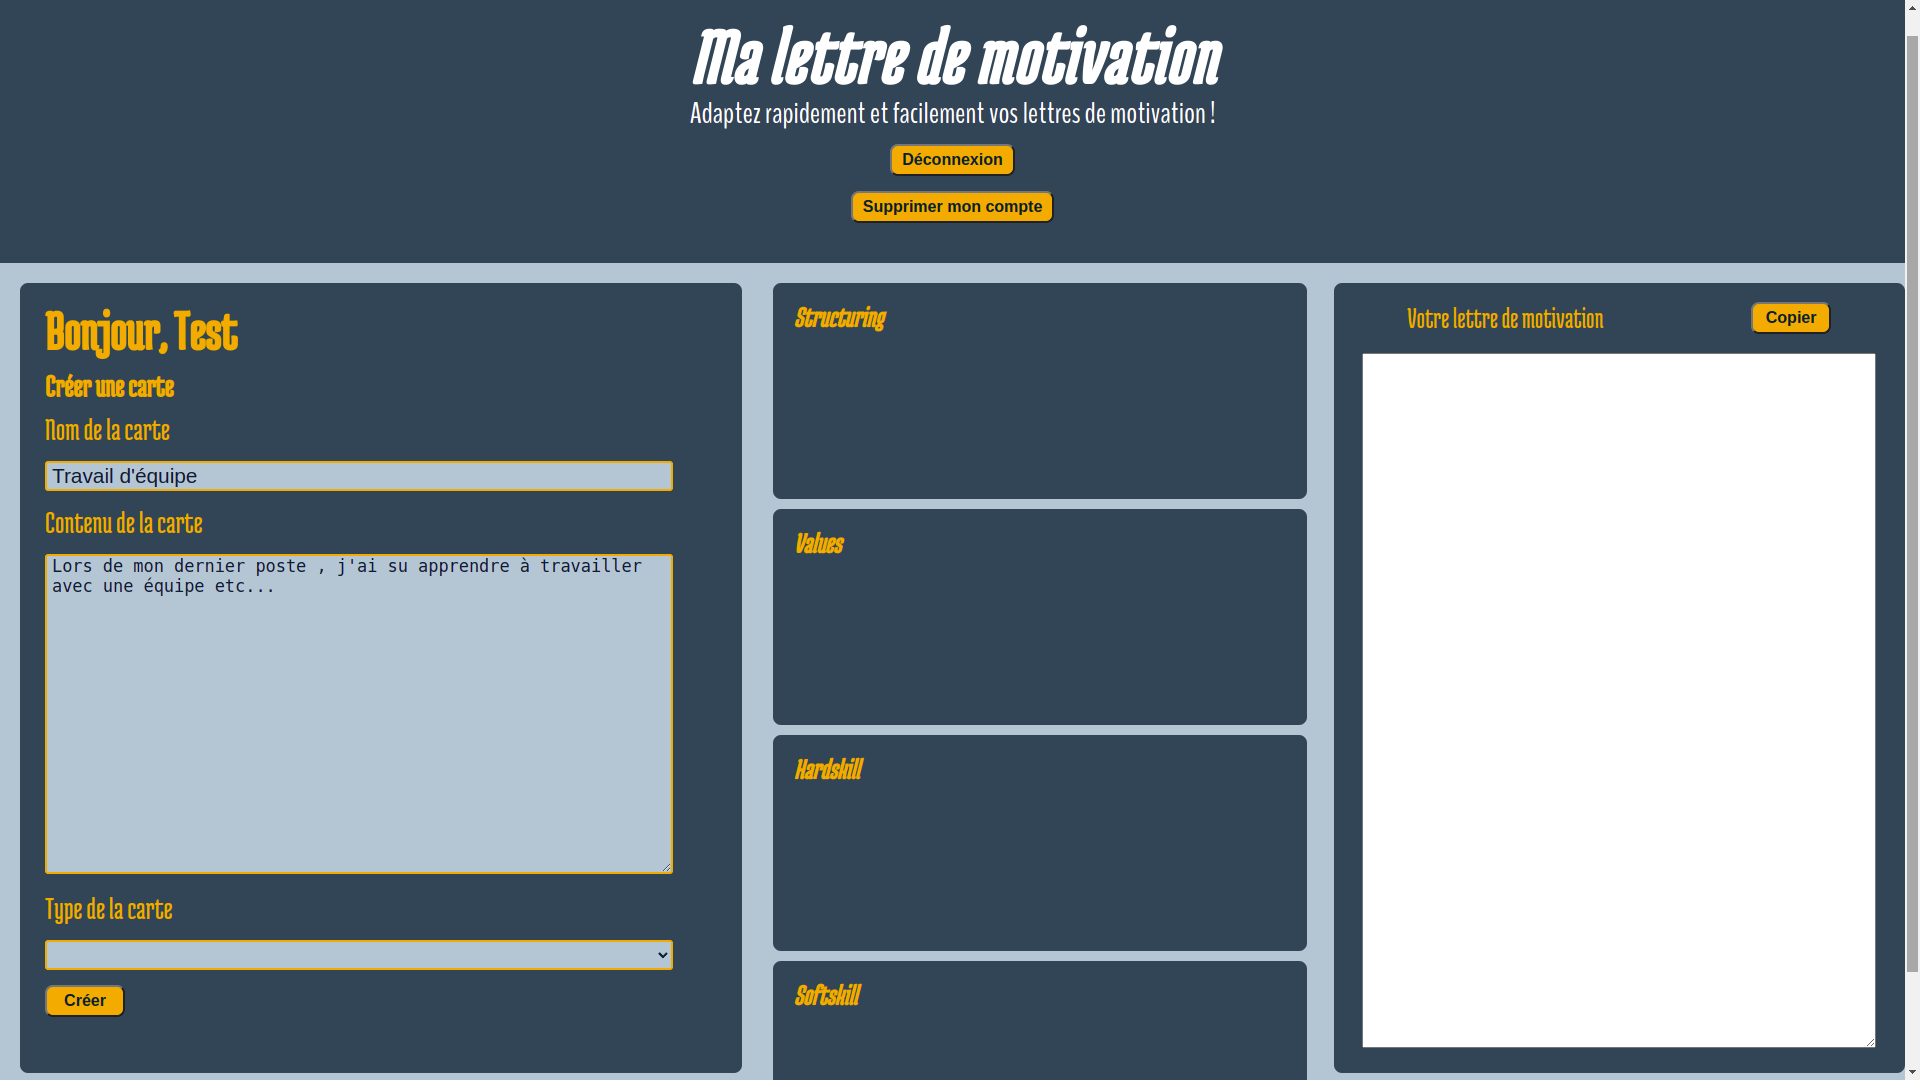 Ma lettre de motivation
Adaptez rapidement et facilement vos lettres de motivation !
Déconnexion
Supprimer mon compte
Bonjour, Test
Créer une carte
Nom de la carte
Travail d'équipe
Contenu de la carte
Lors de mon dernier poste , j'ai su apprendre à travailler
avec une équipe etc...
Type de la carte
Créer
Structuring
Values
Hardskill
Softskill
Votre lettre de motivation
Copier